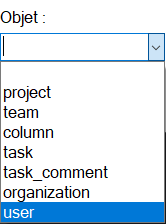 Objet :
project
team
column
task
task_comment
organization
user